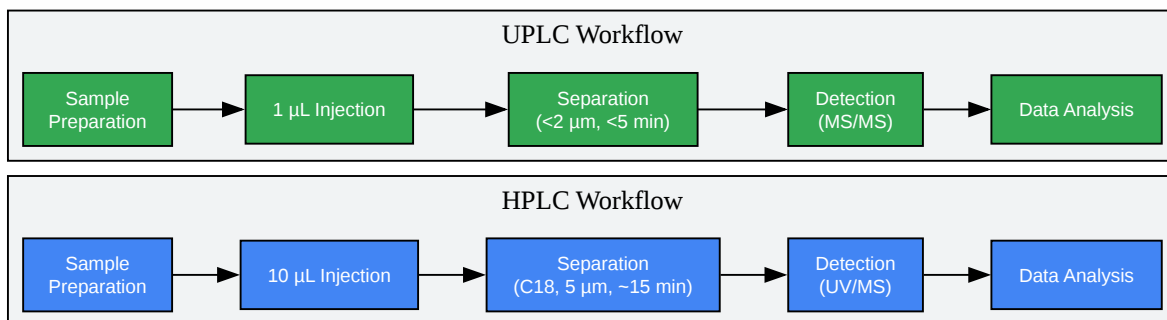 UPLC Workflow
Sample
Preparation
1 µL Injection
Separation
(<2 µm, <5 min)
Detection
(MS/MS)
Data Analysis
HPLC Workflow
Sample
Preparation
10 µL Injection
Separation
(C18, 5 µm, ~15 min)
Detection
(UV/MS)
Data Analysis